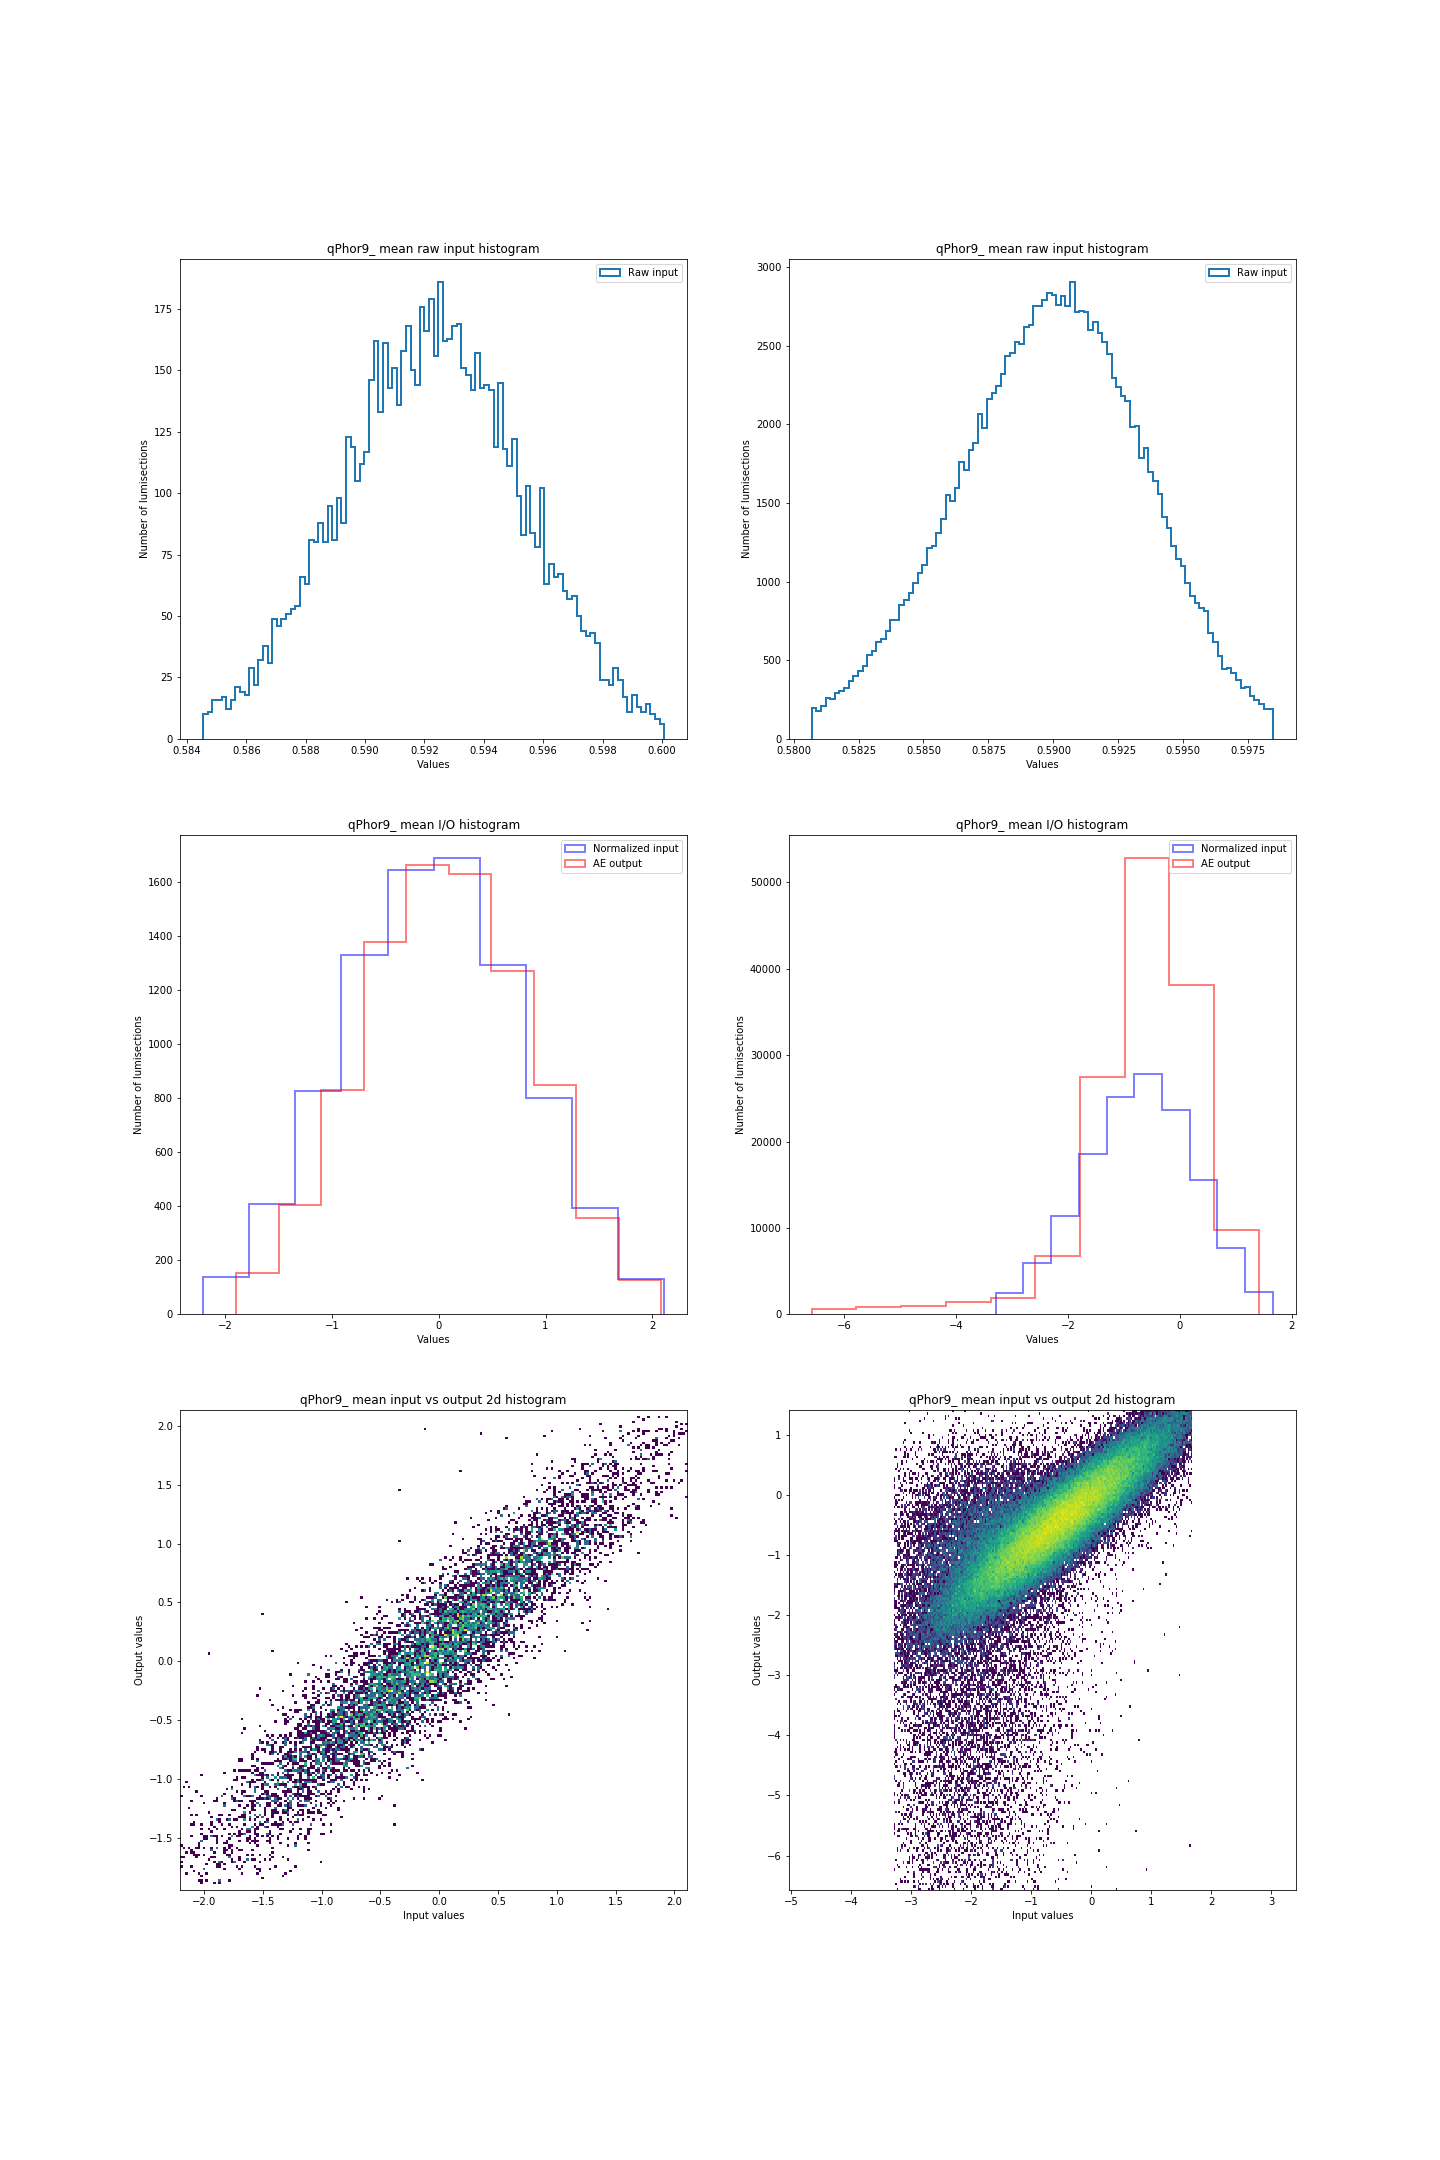 qPhor9_ mean raw input histogram
Raw input
175
150
125
100
75
50
25
0
Number of lumisections
0.584 0.586 0.588 0.590 0.592 0.594 0.596 0.598 0.600
Values
qPhor9_ mean raw input histogram
Raw input
3000
2500
2000
1500
1000
500
0
Number of lumisections
0.5800 0.5825 0.5850 0.5875 0.5900 0.5925 0.5950 0.5975
Values
qPhor9_ mean I/O histogram
Normalized input
AE output
1600
1400
1200
1000
800
600
400
200
0
Number of lumisections
−2 −1 0 1 2
Values
qPhor9_ mean I/O histogram
Normalized input
AE output
50000
40000
30000
20000
10000
0
Number of lumisections
−6 −4 −2 0 2
Values
qPhor9_ mean input vs output 2d histogram
2.0
1.5
1.0
0.5
0.0
−0.5
−1.0
−1.5
Output values
−2.0 −1.5 −1.0 −0.5 0.0 0.5 1.0 1.5 2.0
Input values
qPhor9_ mean input vs output 2d histogram
1
0
−1
−2
−3
−4
−5
−6
Output values
−5 −4 −3 −2 −1 0 1 2 3
Input values